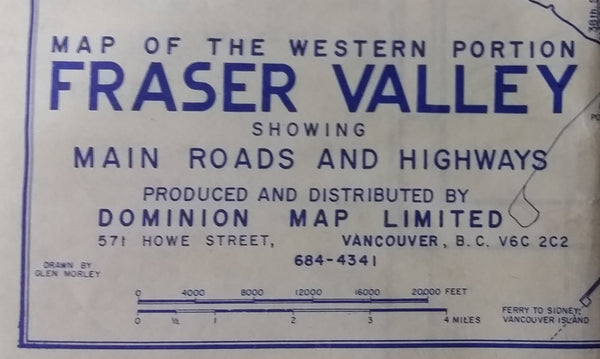 MAP OF THE WESTERN PORTION
FRASER VALLEY
SHOWING
MAIN ROADS AND HIGHWAYS
PRODUCED AND DISTRIBUTED BY
DOMINION MAP LIMITED
571 HOWE STREET, VANCOUVER, B.C. V6C 2C2
684-4341
DRAWN BY
GLEN MORLEY
0 4000 8000 12000 16000 20000 FEET
0 ½ 1 2 3 4 MILES
FERRY TO SIDNEY,
VANCOUVER ISLAND